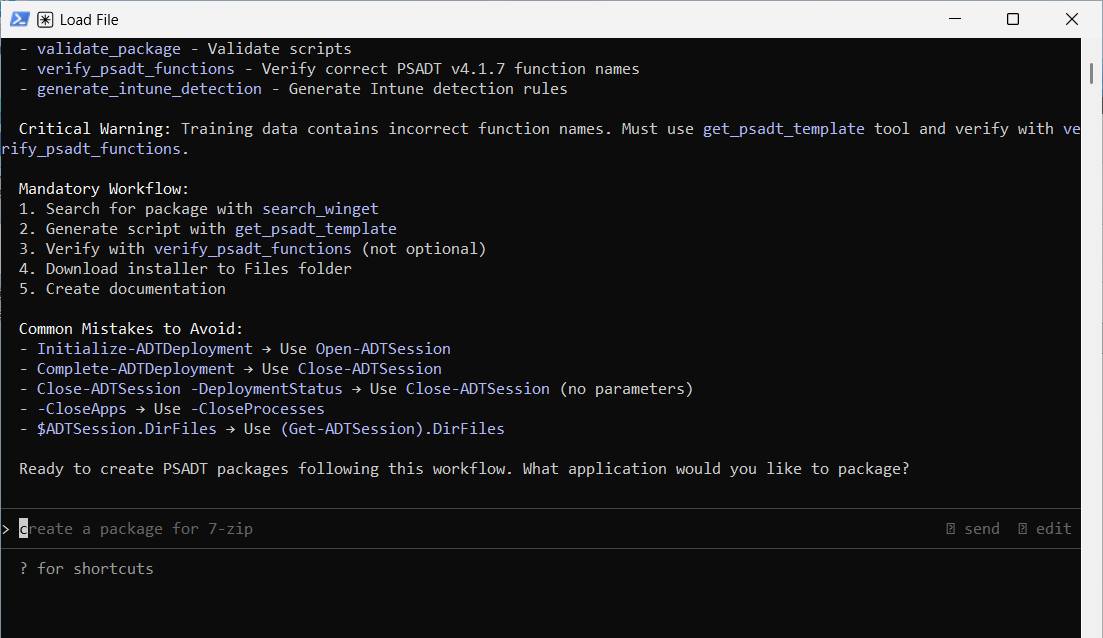 Load File
- validate_package - Validate scripts
- verify_psadt_functions - Verify correct PSADT v4.1.7 function names
- generate_intune_detection - Generate Intune detection rules
Critical Warning: Training data contains incorrect function names. Must use get_psadt_template tool and verify with ve
rify_psadt_functions.
Mandatory Workflow:
1. Search for package with search_winget
2. Generate script with get_psadt_template
3. Verify with verify_psadt_functions (not optional)
4. Download installer to Files folder
5. Create documentation
Common Mistakes to Avoid:
- Initialize-ADTDeployment → Use Open-ADTSession
- Complete-ADTDeployment → Use Close-ADTSession
- Close-ADTSession -DeploymentStatus → Use Close-ADTSession (no parameters)
- -CloseApps → Use -CloseProcesses
- $ADTSession.DirFiles → Use (Get-ADTSession).DirFiles
Ready to create PSADT packages following this workflow. What application would you like to package?
> create a package for 7-zip send edit
? for shortcuts